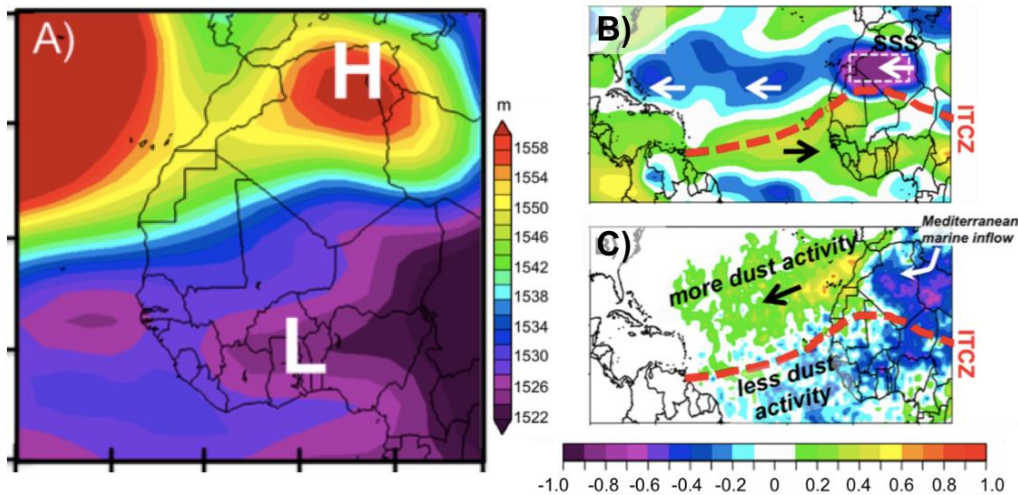 A)
H
L
m
1558
1554
1550
1546
1542
1538
1534
1530
1526
1522
B)
SSS
ITCZ
C)
Mediterranean
marine inflow
more dust activity
less dust
activity
ITCZ
-1.0 -0.8 -0.6 -0.4 -0.2 0 0.2 0.4 0.6 0.8 1.0